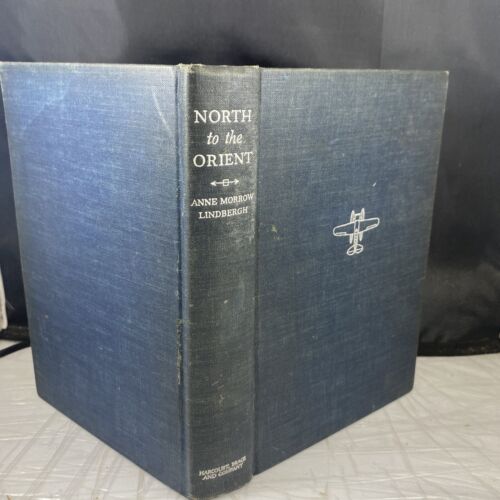 NORTH
to the
ORIENT
ANNE MORROW
LINDBERGH
HARCOURT, BRACE
AND COMPANY